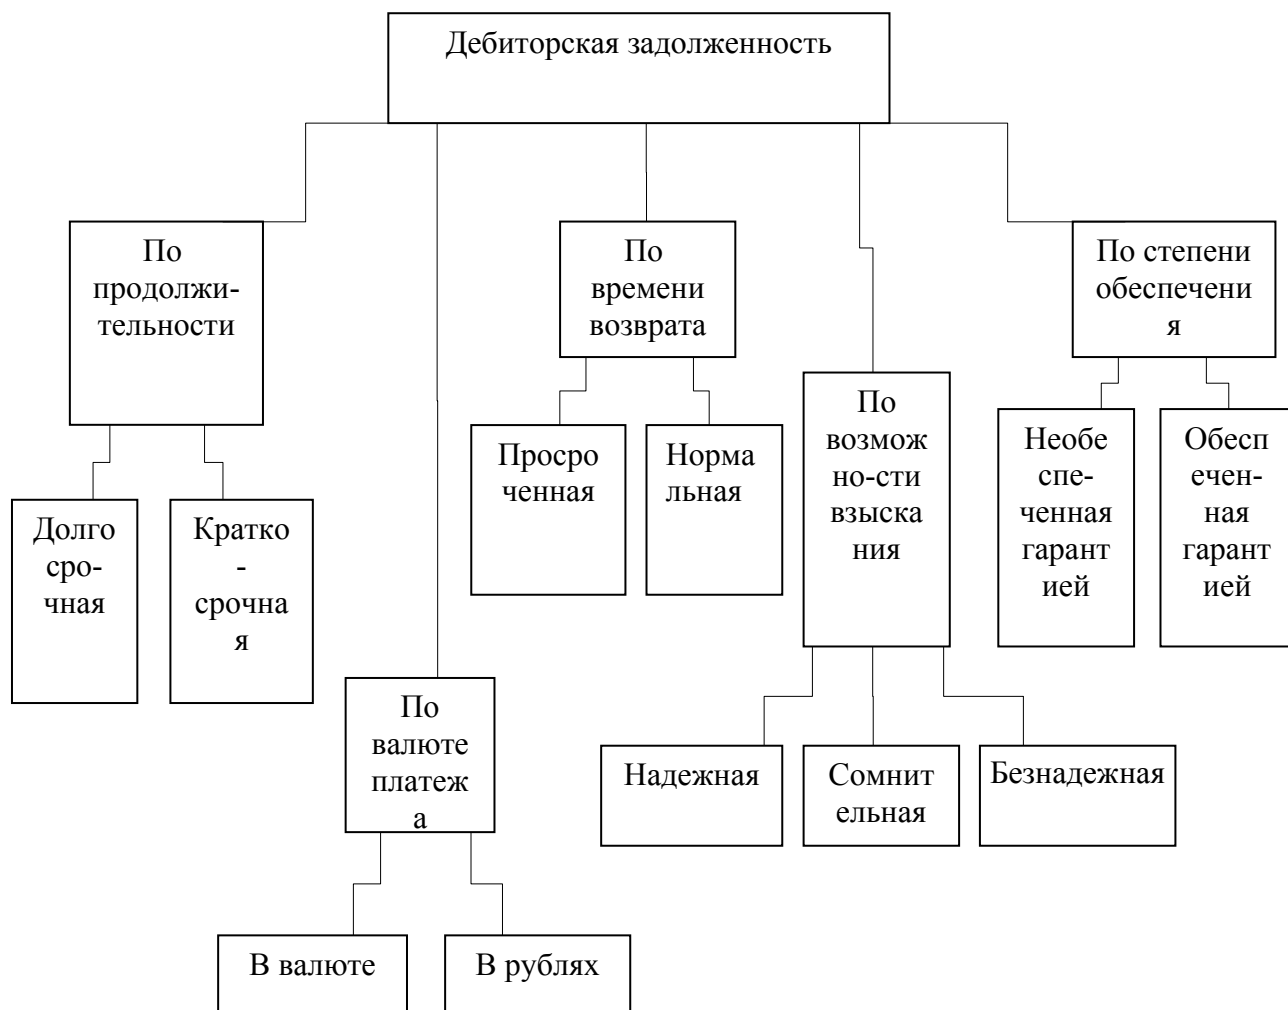 Дебиторская задолженность
По
продолжи-
тельности
По
времени
возврата
По степени
обеспечени
я
По
возмож
но-сти
взыска
ния
Просро
ченная
Норма
льная
Необе
спе-
ченная
гарант
ией
Обесп
ечен-
ная
гарант
ией
Долго
сро-
чная
Кратко
-
срочна
я
По
валюте
платеж
а
Надежная
Сомнит
ельная
Безнадежная
В валюте
В рублях